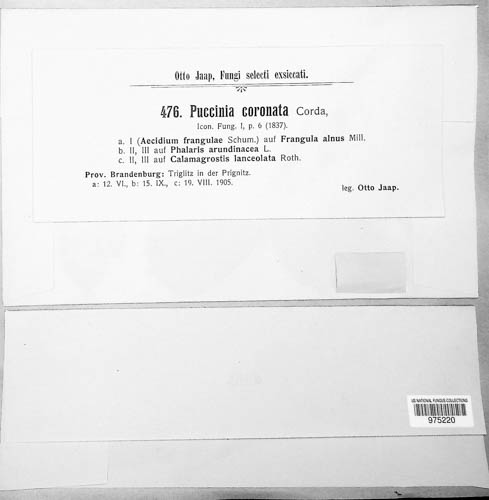 Otto Jaap, Fungi selecti exsiccati.
476. Puccinia coronata Corda,
Icon. Fung. I, p. 6 (1837).
a. I (Aecidium frangulae Schum.) auf Frangula alnus Mill.
b. II, III auf Phalaris arundinacea L.
c. II, III auf Calamagrostis lanceolata Roth.
Prov. Brandenburg: Triglitz in der Prignitz.
a: 12. VI., b: 15. IX., c: 19. VIII. 1905.
leg. Otto Jaap.
US NATIONAL FUNGUS COLLECTIONS
975220